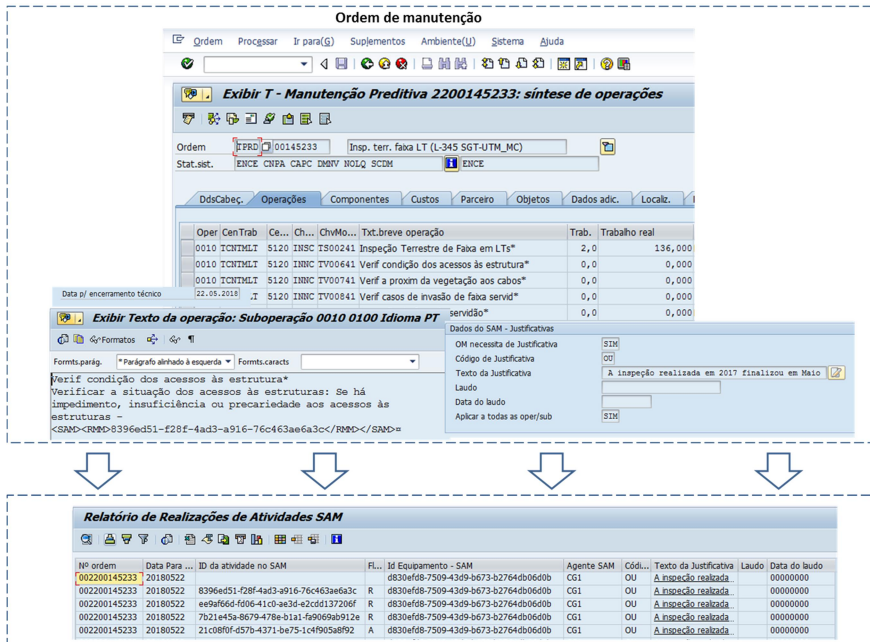 Ordem de manutenção
Ordem Processar Ir para(G) Suplementos Ambiente(U) Sistema Ajuda
Exibir T - Manutenção Preditiva 2200145233: síntese de operações
Ordem TPRD 00145233 Insp. terr. faixa LT (L-345 SGT-UTM_MC)
Stat.sist. ENCE CNPA CAPC DMNV NOLQ SCDM ENCE
DdsCabeç. Operações Componentes Custos Parceiro Objetos Dados adic. Localiz.
Oper CenTrab Ce... Ch... ChvMo... Txt.breve operação Trab. Trabalho real
0010 TCNTMLT 5120 INSC TS00241 Inspeção Terrestre de Faixa em LTs* 2,0 136,000
0010 TCNTMLT 5120 INNC TV00641 Verif condição dos acessos às estrutura* 0,0 0,000
0010 TCNTMLT 5120 INNC TV00741 Verif a proxim da vegetação aos cabos* 0,0 0,000
Data p/ encerramento técnico 22.05.2018 .T 5120 INNC TV00841 Verif casos de invasão de faixa servid* 0,0 0,000
servidão* 0,0 0,000
Exibir Texto da operação: Suboperação 0010 0100 Idioma PT
Formatos
Formts.parág. * Parágrafo alinhado à esquerda Formts.caracts
Verif condição dos acessos às estrutura*
Verificar a situação dos acessos às estruturas: Se há
impedimento, insuficiência ou precariedade aos acessos às
estruturas -
<SAM><RMM>8396ed51-f28f-4ad3-a916-76c463ae6a3c</RMM></SAM>¤
Dados do SAM - Justificativas
OM necessita de Justificativa SIM
Código de Justificativa OU
Texto da Justificativa A inspeção realizada em 2017 finalizou em Maio
Laudo
Data do laudo
Aplicar a todas as oper/sub SIM
Relatório de Realizações de Atividades SAM
Nº ordem Data Para ... ID da atividade no SAM Fl... Id Equipamento - SAM Agente SAM Códi... Texto da Justificativa Laudo Data do laudo
002200145233 20180522 d830efd8-7509-43d9-b673-b2764db06d0b CG1 OU A inspeção realizada 00000000
002200145233 20180522 8396ed51-f28f-4ad3-a916-76c463ae6a3c R d830efd8-7509-43d9-b673-b2764db06d0b CG1 OU A inspeção realizada 00000000
002200145233 20180522 ee9af66d-fd06-41c0-ae3d-e2cdd137206f R d830efd8-7509-43d9-b673-b2764db06d0b CG1 OU A inspeção realizada 00000000
002200145233 20180522 7b21e45a-8679-478e-b1a1-fa9069ab912e R d830efd8-7509-43d9-b673-b2764db06d0b CG1 OU A inspeção realizada 00000000
002200145233 20180522 21c08f0f-d57b-4371-be75-1c4f905a8f92 A d830efd8-7509-43d9-b673-b2764db06d0b CG1 OU A inspeção realizada 00000000